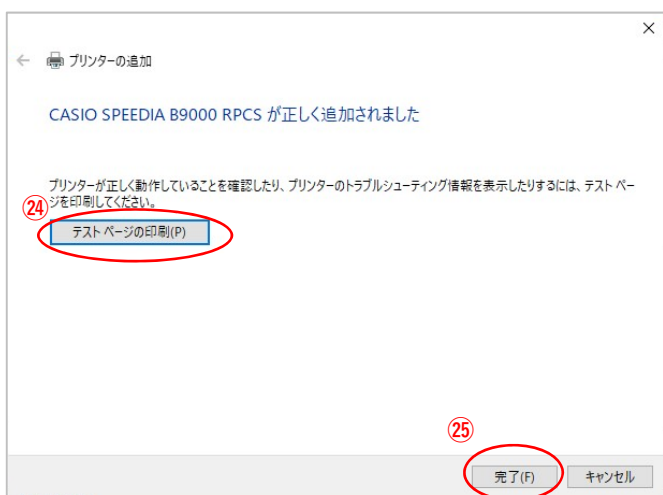 ×
← プリンターの追加
CASIO SPEEDIA B9000 RPCS が正しく追加されました
プリンターが正しく動作していることを確認したり、プリンターのトラブルシューティング情報を表示したりするには、テスト ペー
ジを印刷してください。
㉔
テスト ページの印刷(P)
㉕
完了(F) キャンセル